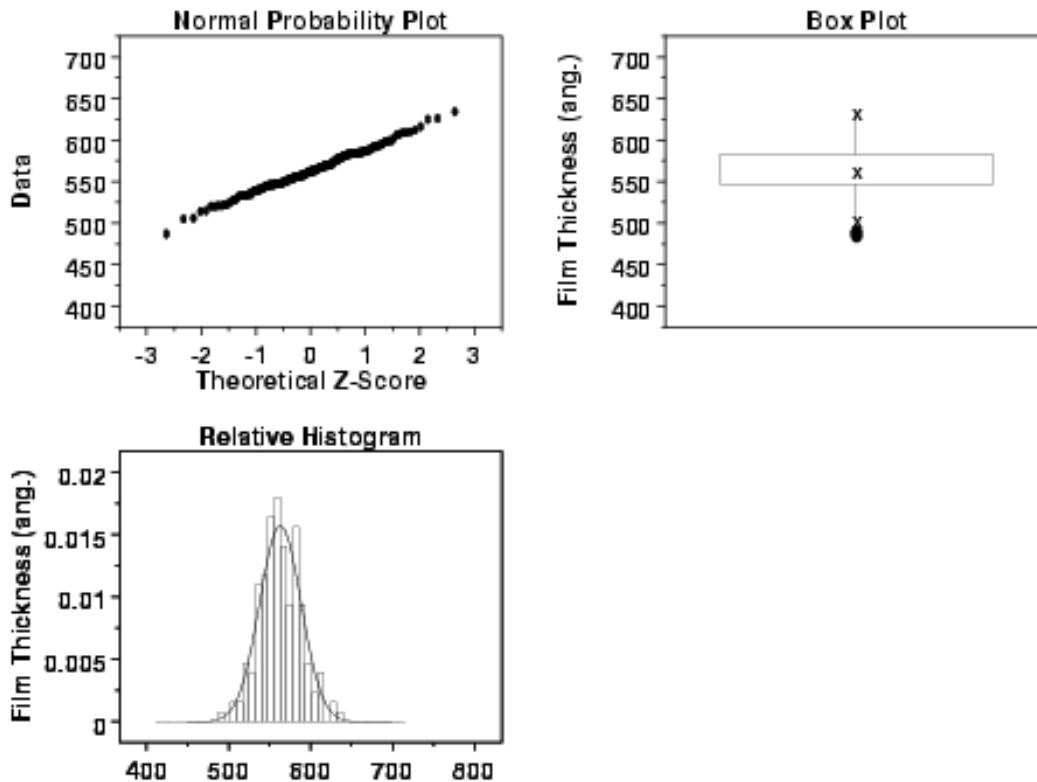 Normal Probability Plot
Data
700
650
600
550
500
450
400
-3 -2 -1 0 1 2 3
Theoretical Z-Score
Box Plot
Film Thickness (ang.)
700
650
600
550
500
450
400
x
x
x
Relative Histogram
Film Thickness (ang.)
0.02
0.015
0.01
0.005
0
400 500 600 700 800